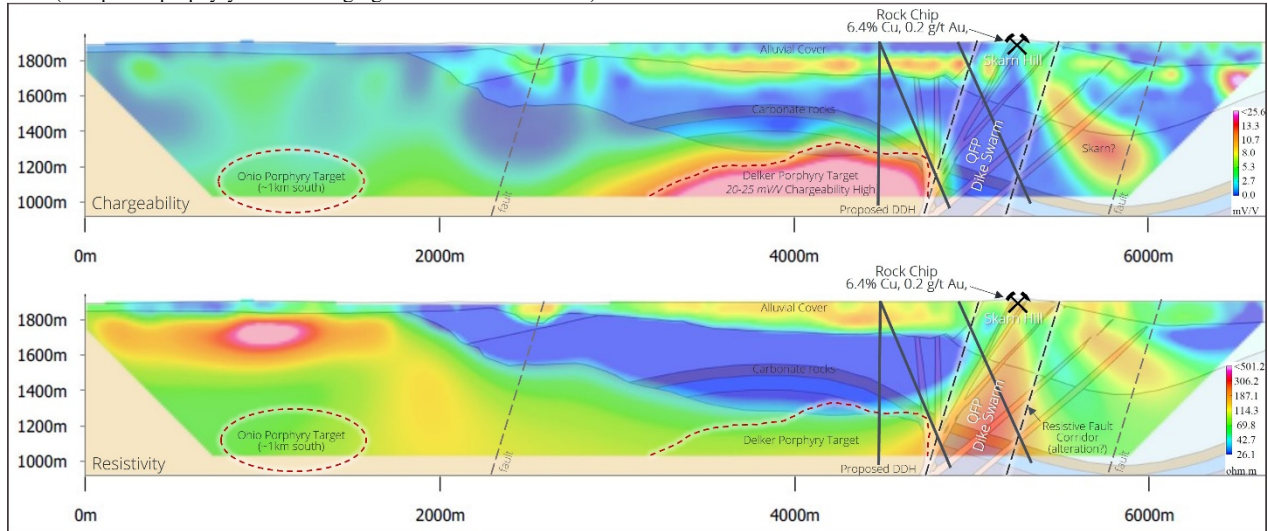 Rock Chip
6.4% Cu, 0.2 g/t Au,
Alluvial Cover
Skarn Hill
1800m
1600m
1400m
1200m
1000m
Carbonate rocks
QFP
Dike Swarm
Skarn?
Ohio Porphyry Target
(~1km south)
Delker Porphyry Target
20-25 mV/V Chargeability High
fault
fault
Proposed DDH
Chargeability
<25.6
13.3
10.7
8.0
5.3
2.7
0.0
mV/V
0m
2000m
4000m
6000m
Rock Chip
6.4% Cu, 0.2 g/t Au,
Alluvial Cover
Skarn Hill
1800m
1600m
1400m
1200m
1000m
Carbonate rocks
QFP
Dike Swarm
Ohio Porphyry Target
(~1km south)
Delker Porphyry Target
Resistive Fault
Corridor
(alteration?)
fault
fault
Proposed DDH
Resistivity
<501.2
306.2
187.1
114.3
69.8
42.7
26.1
ohm.m
0m
2000m
4000m
6000m